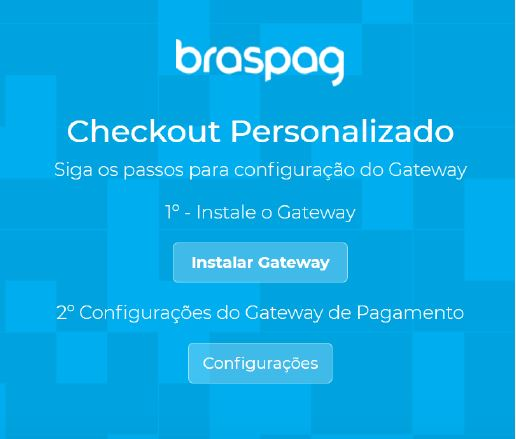 braspag
Checkout Personalizado
Siga os passos para configuração do Gateway
1º - Instale o Gateway
Instalar Gateway
2º Configurações do Gateway de Pagamento
Configurações